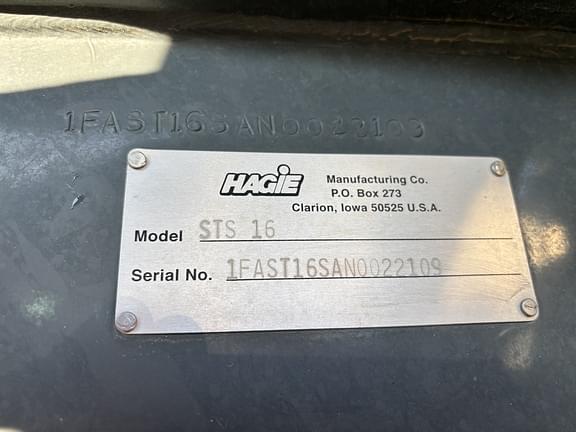 1FAST16SAN0022109
HAGIE Manufacturing Co.
P.O. Box 273
Clarion, Iowa 50525 U.S.A.
Model STS 16
Serial No. 1FAST16SAN0022109